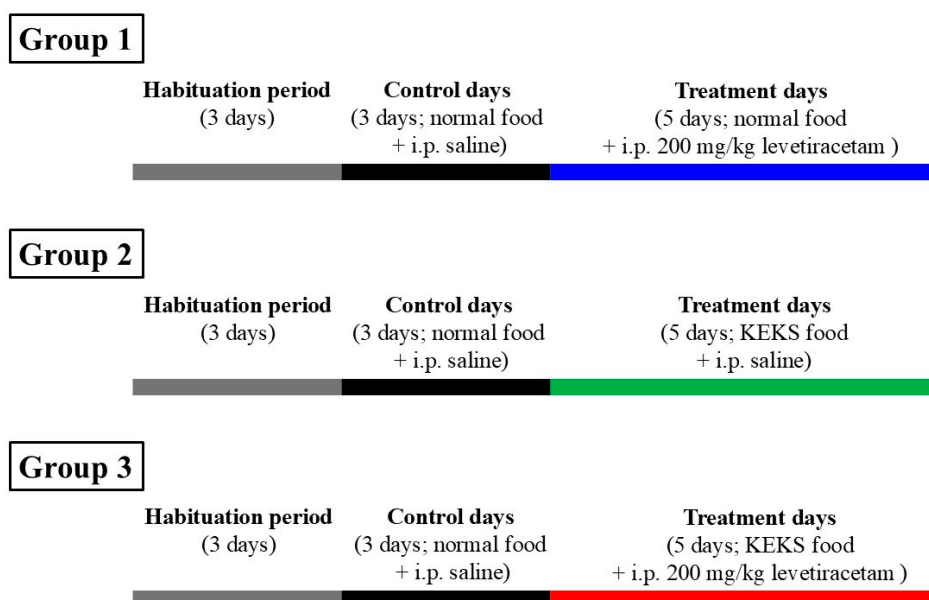 Group 1
Habituation period
(3 days)
Control days
(3 days; normal food
+ i.p. saline)
Treatment days
(5 days; normal food
+ i.p. 200 mg/kg levetiracetam )
Group 2
Habituation period
(3 days)
Control days
(3 days; normal food
+ i.p. saline)
Treatment days
(5 days; KEKS food
+ i.p. saline)
Group 3
Habituation period
(3 days)
Control days
(3 days; normal food
+ i.p. saline)
Treatment days
(5 days; KEKS food
+ i.p. 200 mg/kg levetiracetam )